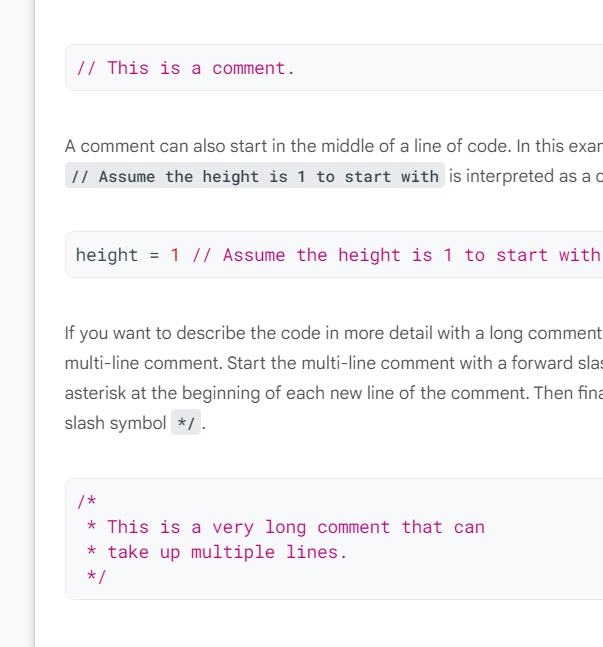 // This is a comment.
A comment can also start in the middle of a line of code. In this
// Assume the height is 1 to start with is interpreted as a
height = 1 // Assume the height is 1 to start with
If you want to describe the code in more detail with a long comment
multi-line comment. Start the multi-line comment with a forward
asterisk at the beginning of each new line of the comment. Then
slash symbol */.
/*
* This is a very long comment that can
* take up multiple lines.
*/